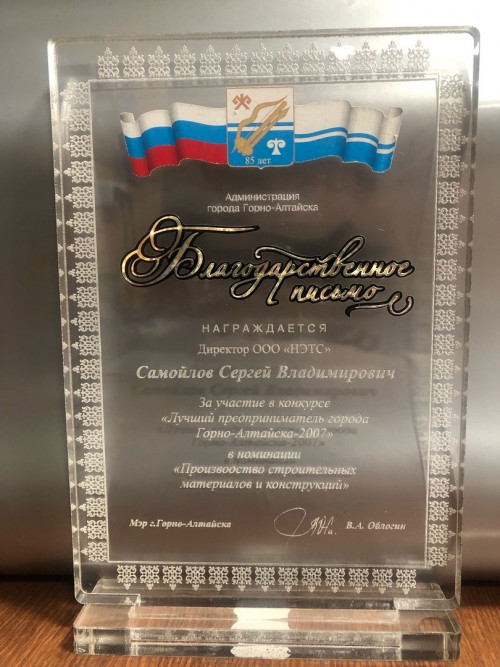 85 лет
Администрация
города Горно-Алтайска
Благодарственное
письмо
НАГРАЖДАЕТСЯ
Директор ООО «НЭТС»
Самойлов Сергей Владимирович
За участие в конкурсе
«Лучший предприниматель города
Горно-Алтайска-2007»
в номинации
«Производство строительных
материалов и конструкций»
Мэр г.Горно-Алтайска В.А. Облогин